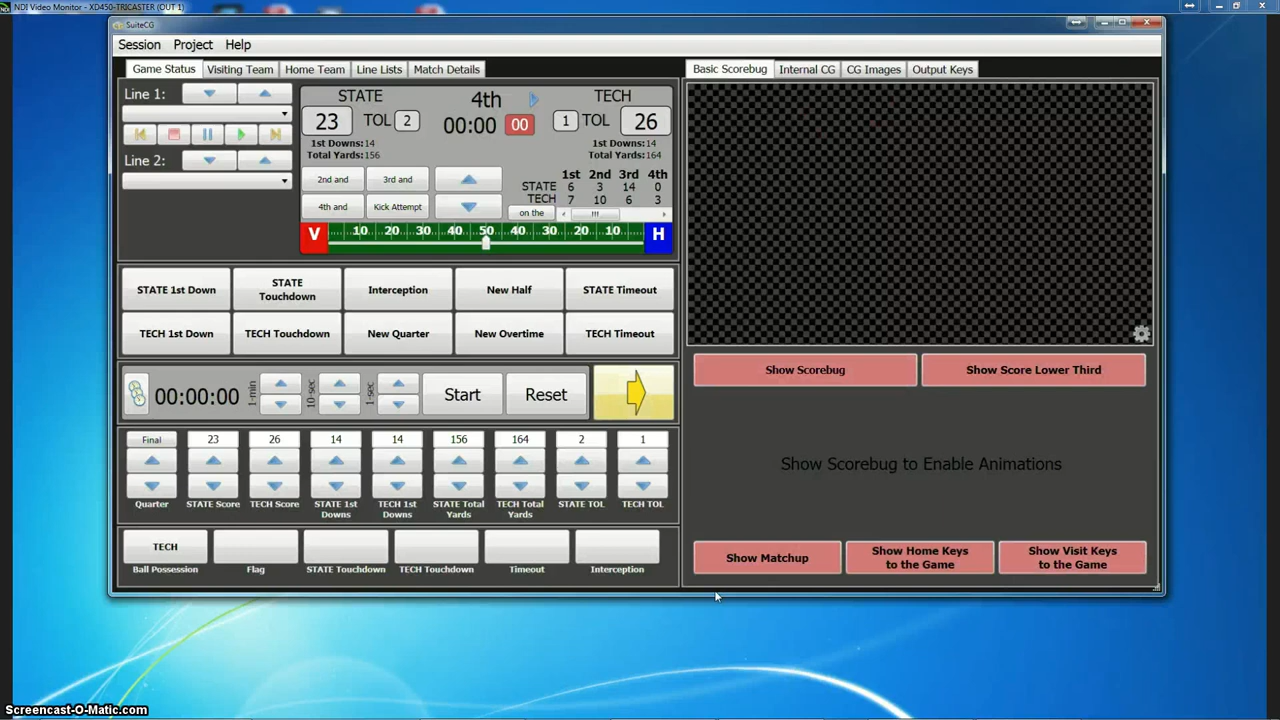 NDI Video Monitor - XD450-TRICASTER (OUT 1)
SuiteCG
Session Project Help
Game Status Visiting Team Home Team Line Lists Match Details
Basic Scorebug Internal CG CG Images Output Keys
Line 1:
Line 2:
STATE 4th TECH
23 TOL 2 00:00 00 1 TOL 26
1st Downs:14 1st Downs:14
Total Yards:156 Total Yards:164
2nd and 3rd and
4th and Kick Attempt on the
1st 2nd 3rd 4th
STATE 6 3 14 0
TECH 7 10 6 3
V 10 20 30 40 50 40 30 20 10 H
STATE 1st Down STATE Touchdown Interception New Half STATE Timeout
TECH 1st Down TECH Touchdown New Quarter New Overtime TECH Timeout
00:00:00 1-min 10-sec 1-sec Start Reset
Final 23 26 14 14 156 164 2 1
Quarter STATE Score TECH Score STATE 1st Downs TECH 1st Downs STATE Total Yards TECH Total Yards STATE TOL TECH TOL
TECH
Ball Possession Flag STATE Touchdown TECH Touchdown Timeout Interception
Show Scorebug Show Score Lower Third
Show Scorebug to Enable Animations
Show Matchup Show Home Keys to the Game Show Visit Keys to the Game
Screencast-O-Matic.com